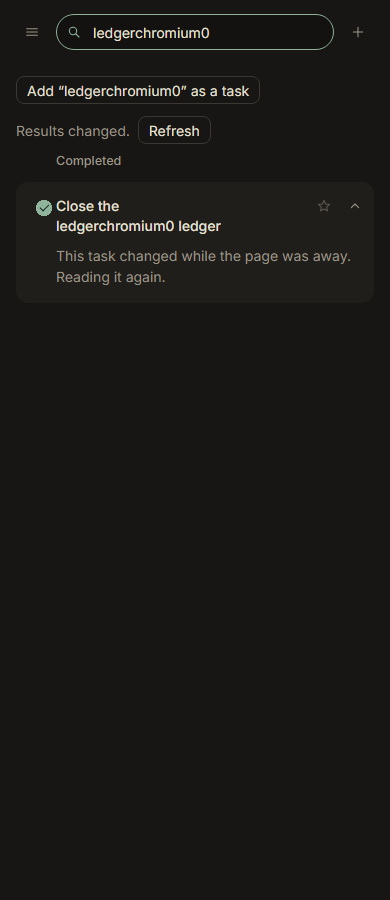 ledgerchromium0
Add “ledgerchromium0” as a task
Results changed. Refresh
Completed
Close the
ledgerchromium0 ledger
This task changed while the page was away.
Reading it again.